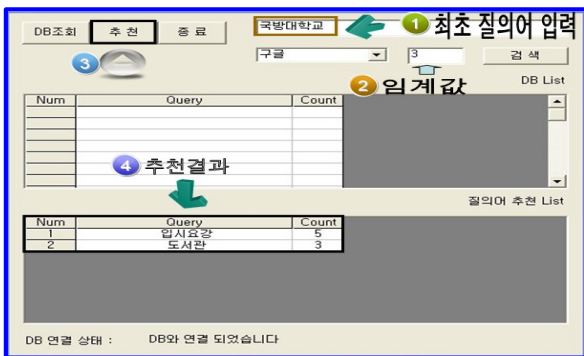 DB조회 추 천 종 료 국방대학교 1 최초 질의어 입력
3 구글 3 검 색
2 임계값 DB List
Num Query Count
4 추천결과
질의어 추천 List
Num Query Count
1 입시요강 5
2 도서관 3
DB 연결 상태 : DB와 연결 되었습니다